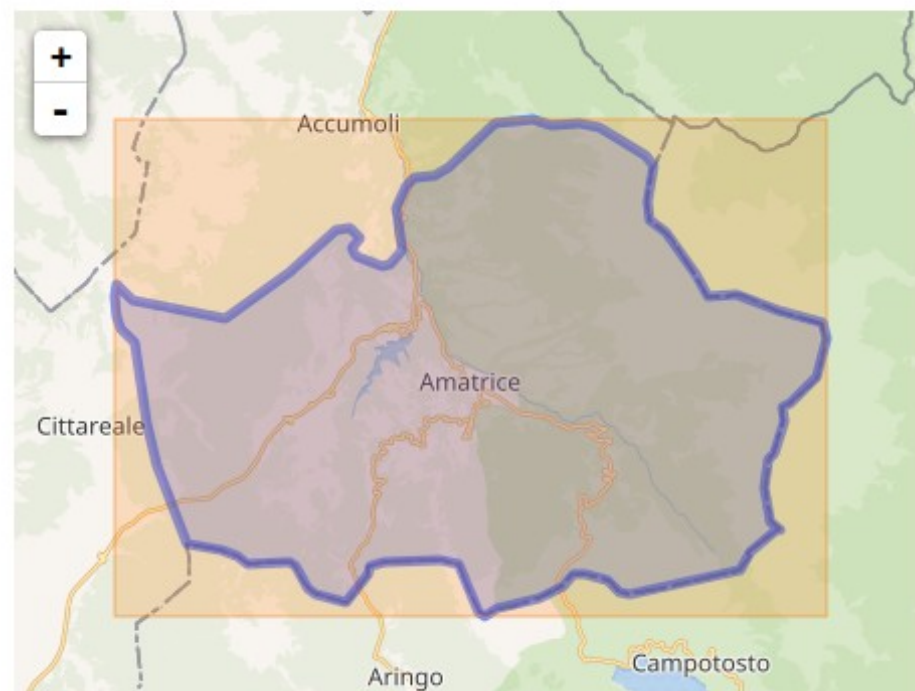 +
-
Accumoli
Amatrice
Cittareale
Campotosto
Aringo